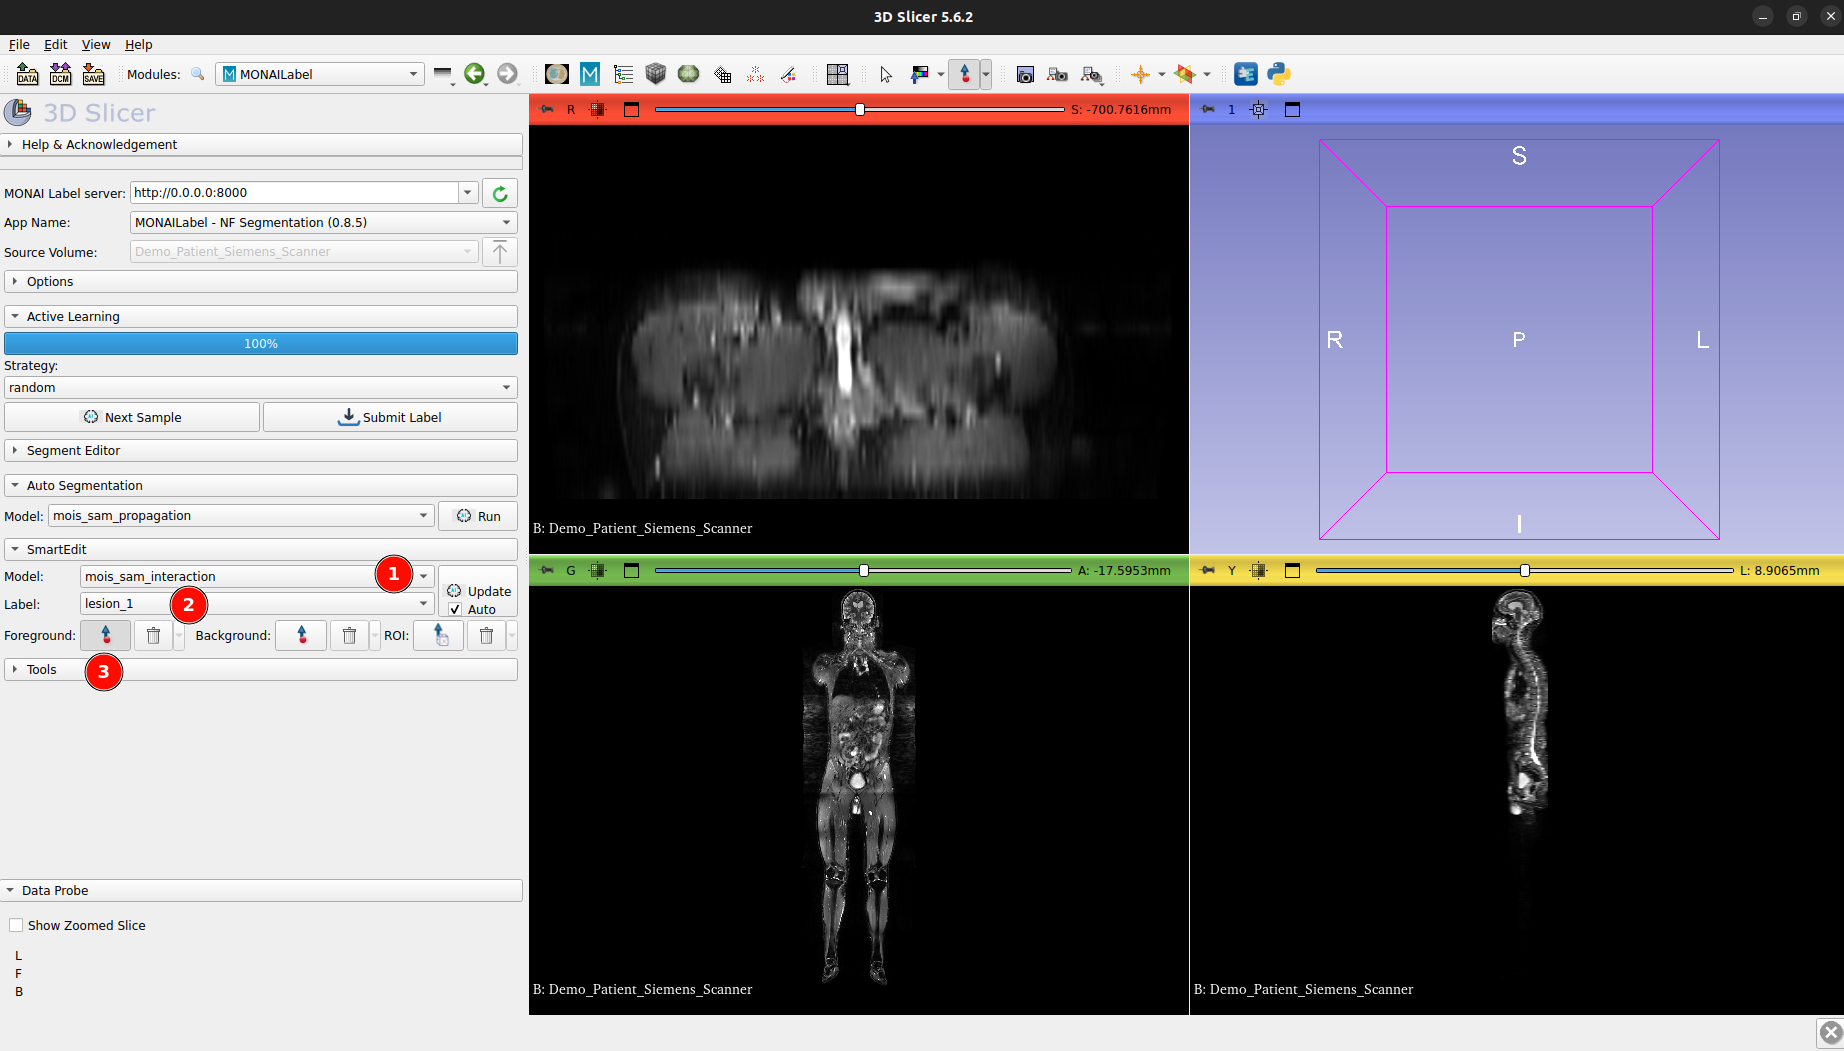 3D Slicer 5.6.2
File Edit View Help
DATA DCM SAVE Modules: M MONAILabel M
3D Slicer
Help & Acknowledgement
MONAI Label server: http://0.0.0.0:8000
App Name: MONAILabel - NF Segmentation (0.8.5)
Source Volume: Demo_Patient_Siemens_Scanner
Options
Active Learning
100%
Strategy:
random
Next Sample Submit Label
Segment Editor
Auto Segmentation
Model: mois_sam_propagation Run
SmartEdit
Model: mois_sam_interaction 1 Update
Label: lesion_1 2 Auto
Foreground: Background: ROI:
Tools 3
Data Probe
Show Zoomed Slice
L
F
B
R S: -700.7616mm
B: Demo_Patient_Siemens_Scanner
1
S
R P L
I
G A: -17.5953mm
B: Demo_Patient_Siemens_Scanner
Y L: 8.9065mm
B: Demo_Patient_Siemens_Scanner